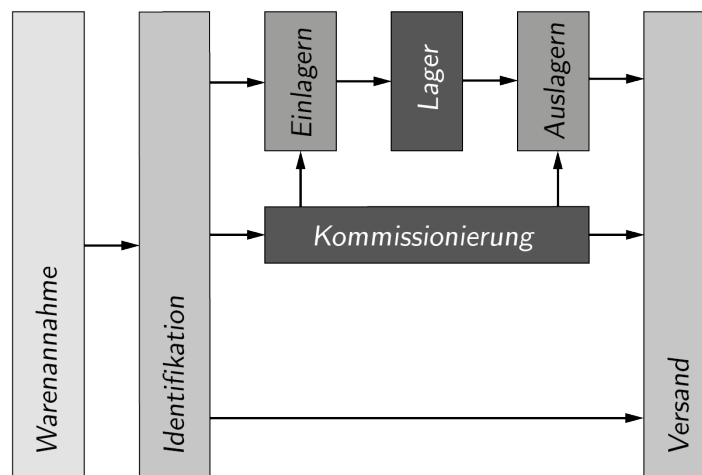 Warenannahme
Identifikation
Einlagern
Lager
Auslagern
Kommissionierung
Versand